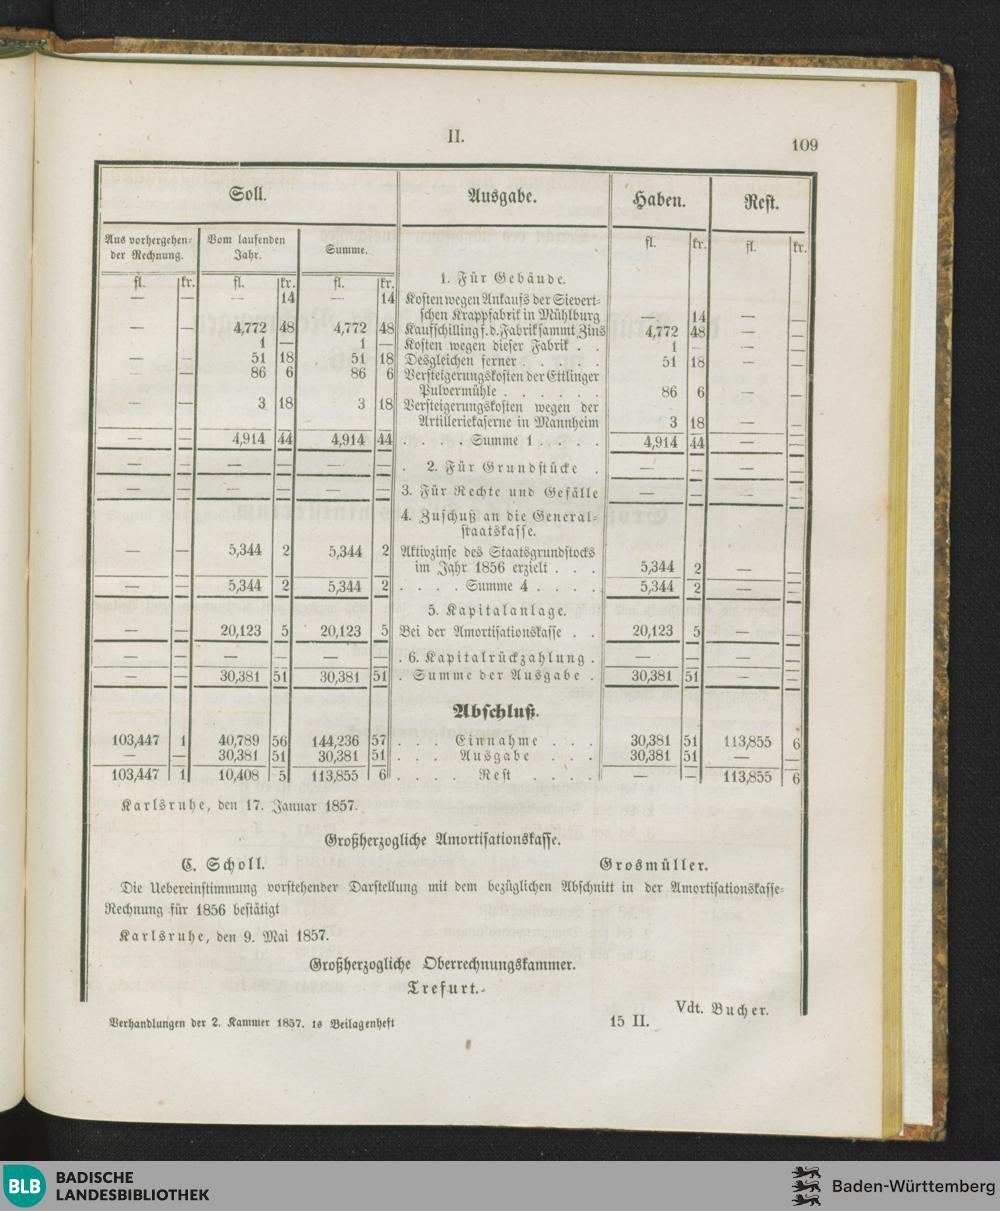 II.
109
Soll. Ausgabe. Haben. Rest.
Aus vorhergehen- Vom laufenden
der Rechnung. Jahr. Summe.
fl. kr. fl. kr.
fl. kr. fl. kr. fl. kr. 1. Für Gebäude.
— — — 14 — 14 Kosten wegen Ankaufs der Sievert-
schen Krappfabrik in Mühlburg — 14 — —
— — 4,772 48 4,772 48 Kaufschilling f. d. Fabrik sammt Zins 4,772 48 — —
1 — 1 — Kosten wegen dieser Fabrik . . 1 — — —
— — 51 18 51 18 Desgleichen ferner . . . . . 51 18 — —
86 6 86 6 Versteigerungskosten der Ettlinger
Pulvermühle . . . . . . 86 6 — —
— — 3 18 3 18 Versteigerungskosten wegen der
Artilleriekaserne in Mannheim 3 18 — —
— — 4,914 44 4,914 44 . . . . Summe 1 . . . . 4,914 44 — —
— — — — — — . 2. Für Grundstücke . — — — —
— — — — — — 3. Für Rechte und Gefälle — — — —
4. Zuschuß an die General-
staatskasse.
— — 5,344 2 5,344 2 Aktivzinse des Staatsgrundstocks
im Jahr 1856 erzielt . . . 5,344 2 — —
— — 5,344 2 5,344 2 . . . . Summe 4 . . . . 5,344 2 — —
5. Kapitalanlage.
— — 20,123 5 20,123 5 Bei der Amortisationskasse . . 20,123 5 — —
— — — — — — . 6. Kapitalrückzahlung . — — — —
— — 30,381 51 30,381 51 . Summe der Ausgabe . 30,381 51 — —
Abschluß.
103,447 1 40,789 56 144,236 57 . . . Einnahme . . . 30,381 51 113,855 6
— — 30,381 51 30,381 51 . . . Ausgabe . . . 30,381 51 — —
103,447 1 10,408 5 113,855 6 . . . . Rest . . . . — — 113,855 6
Karlsruhe, den 17. Januar 1857.
Großherzogliche Amortisationskasse.
C. Scholl. Grosmüller.
Die Uebereinstimmung vorstehender Darstellung mit dem bezüglichen Abschnitt in der Amortisationskasse-
Rechnung für 1856 bestätigt
Karlsruhe, den 9. Mai 1857.
Großherzogliche Oberrechnungskammer.
Trefurt.
Vdt. Bucher.
Verhandlungen der 2. Kammer 1857. 1s Beilagenheft 15 II.
BLB BADISCHE
LANDESBIBLIOTHEK
Baden-Württemberg